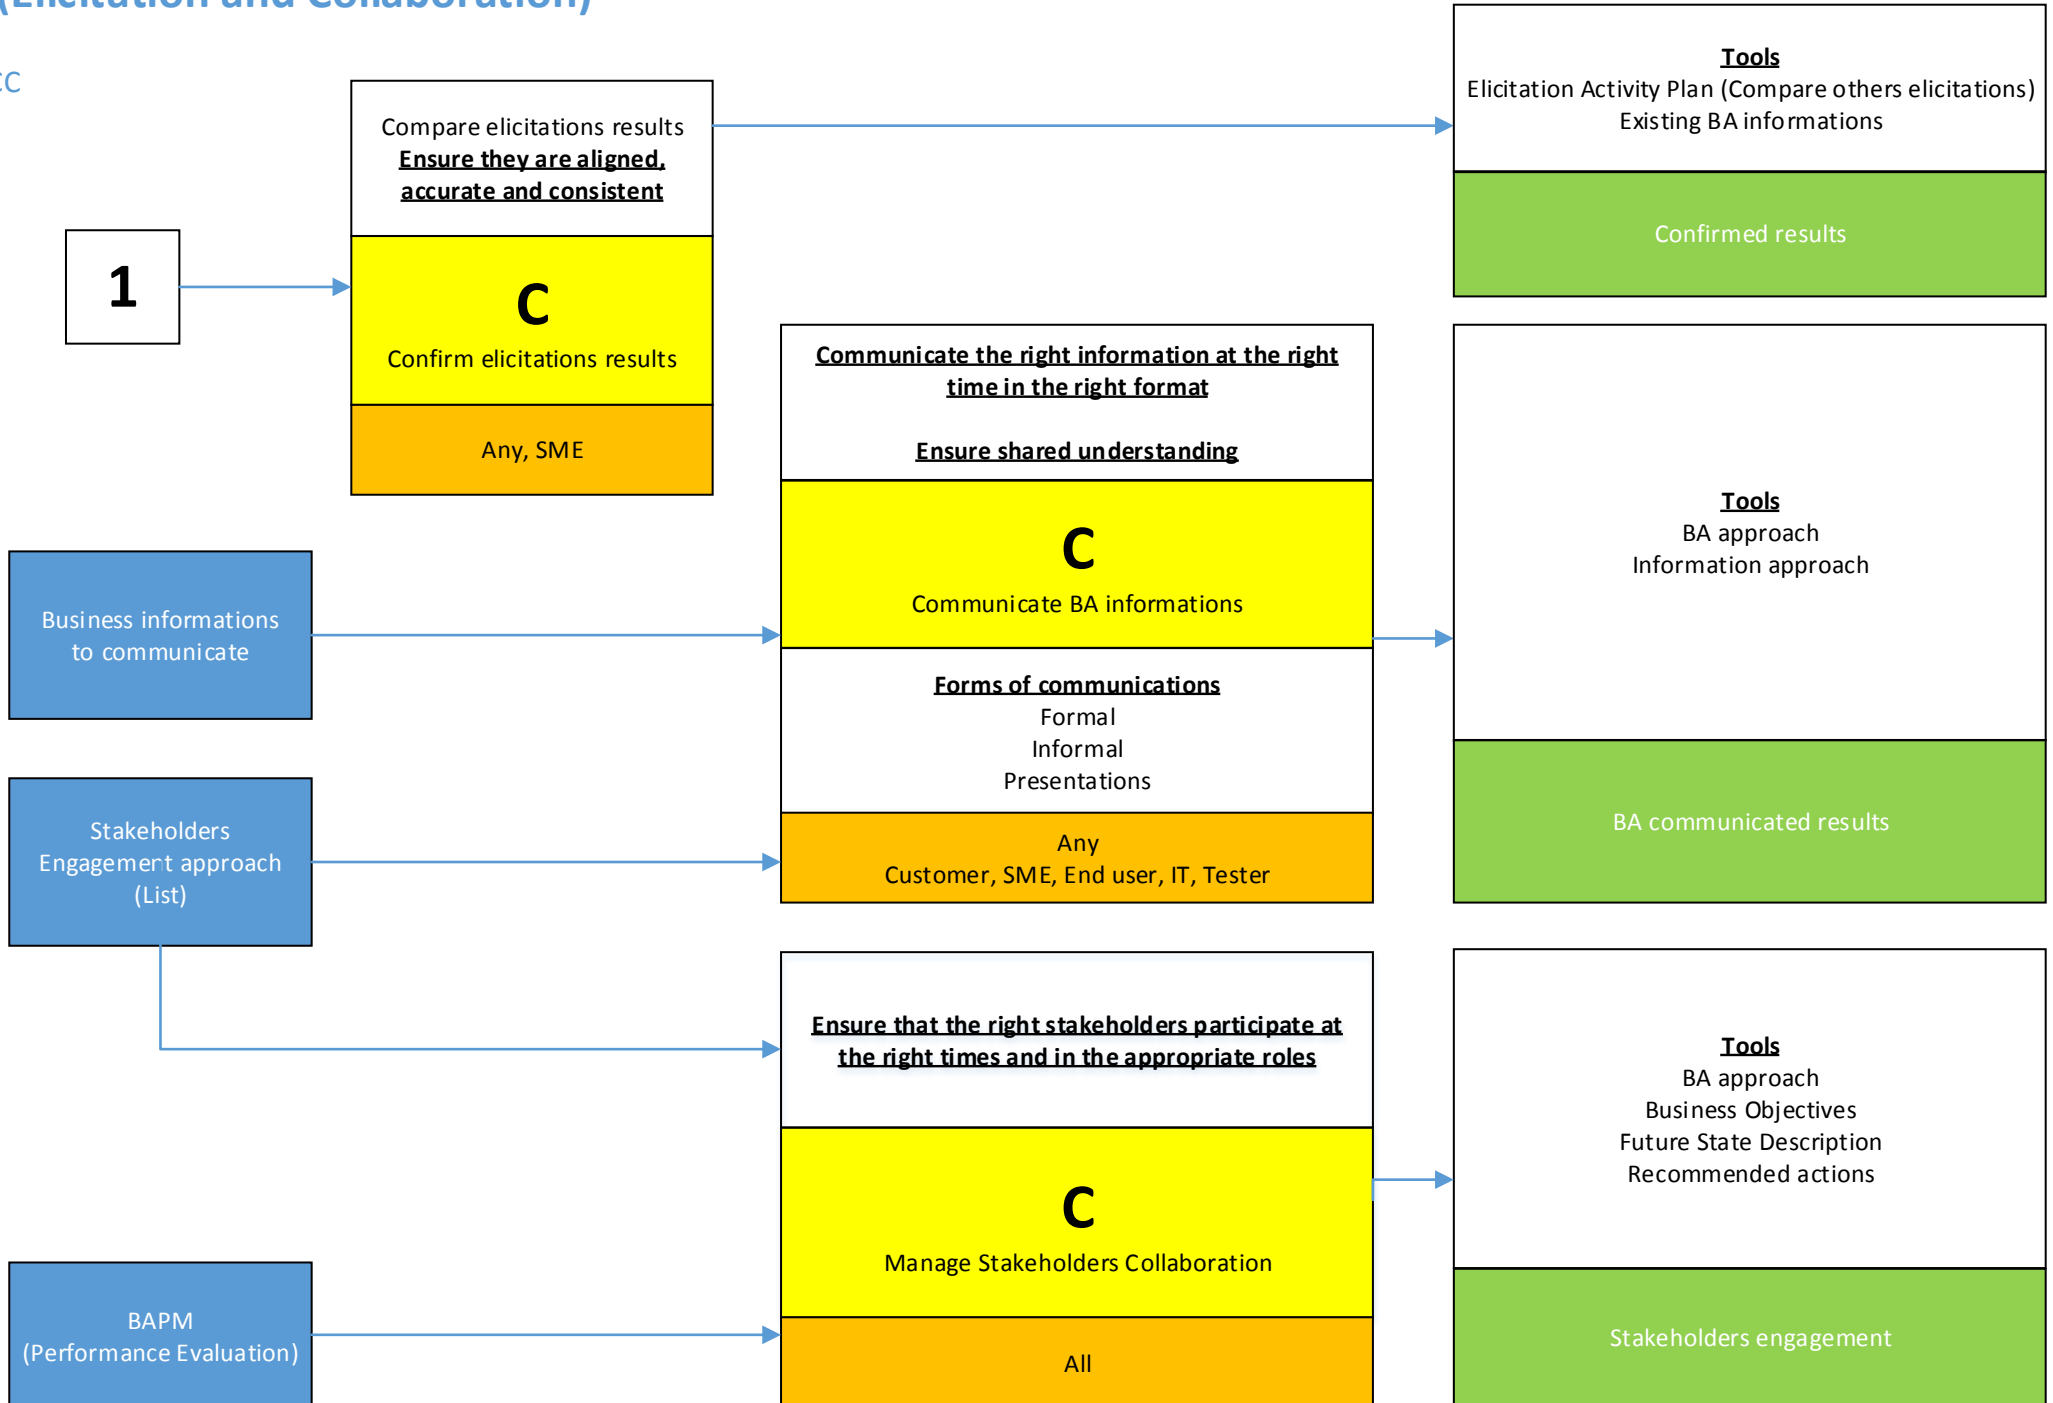 (Elicitation and Collaboration)
CC
Tools
Elicitation Activity Plan (Compare others elicitations)
Existing BA informations
Confirmed results
Compare elicitations results
Ensure they are aligned,
accurate and consistent
1
C
Confirm elicitations results
Any, SME
Communicate the right information at the right
time in the right format
Ensure shared understanding
C
Communicate BA informations
Forms of communications
Formal
Informal
Presentations
Any
Customer, SME, End user, IT, Tester
Business informations
to communicate
Tools
BA approach
Information approach
BA communicated results
Stakeholders
Engagement approach
(List)
Ensure that the right stakeholders participate at
the right times and in the appropriate roles
C
Manage Stakeholders Collaboration
All
Tools
BA approach
Business Objectives
Future State Description
Recommended actions
Stakeholders engagement
BAPM
(Performance Evaluation)